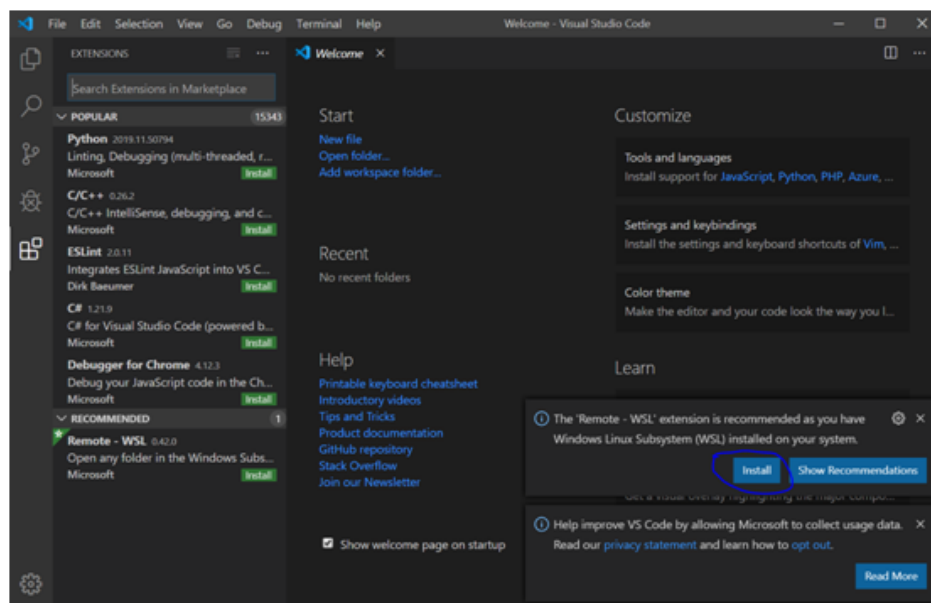 File Edit Selection View Go Debug Terminal Help Welcome - Visual Studio Code
EXTENSIONS
Welcome
Search Extensions in Marketplace
POPULAR 15343
Python 2019.11.50794
Linting, Debugging (multi-threaded, r...
Microsoft Install
C/C++ 0.26.2
C/C++ IntelliSense, debugging, and c...
Microsoft Install
ESLint 2.0.11
Integrates ESLint JavaScript into VS C...
Dirk Baeumer Install
C# 1.21.9
C# for Visual Studio Code (powered b...
Microsoft Install
Debugger for Chrome 4.12.3
Debug your JavaScript code in the Ch...
Microsoft Install
RECOMMENDED 1
Remote - WSL 0.42.0
Open any folder in the Windows Subs...
Microsoft Install
Start
New file
Open folder...
Add workspace folder...
Recent
No recent folders
Help
Printable keyboard cheatsheet
Introductory videos
Tips and Tricks
Product documentation
GitHub repository
Stack Overflow
Join our Newsletter
Show welcome page on startup
Customize
Tools and languages
Install support for JavaScript, Python, PHP, Azure, ...
Settings and keybindings
Install the settings and keyboard shortcuts of Vim, ...
Color theme
Make the editor and your code look the way you l...
Learn
The 'Remote - WSL' extension is recommended as you have
Windows Linux Subsystem (WSL) installed on your system.
Install Show Recommendations
Get a visual overlay highlighting the major compo...
Help improve VS Code by allowing Microsoft to collect usage data.
Read our privacy statement and learn how to opt out.
Read More